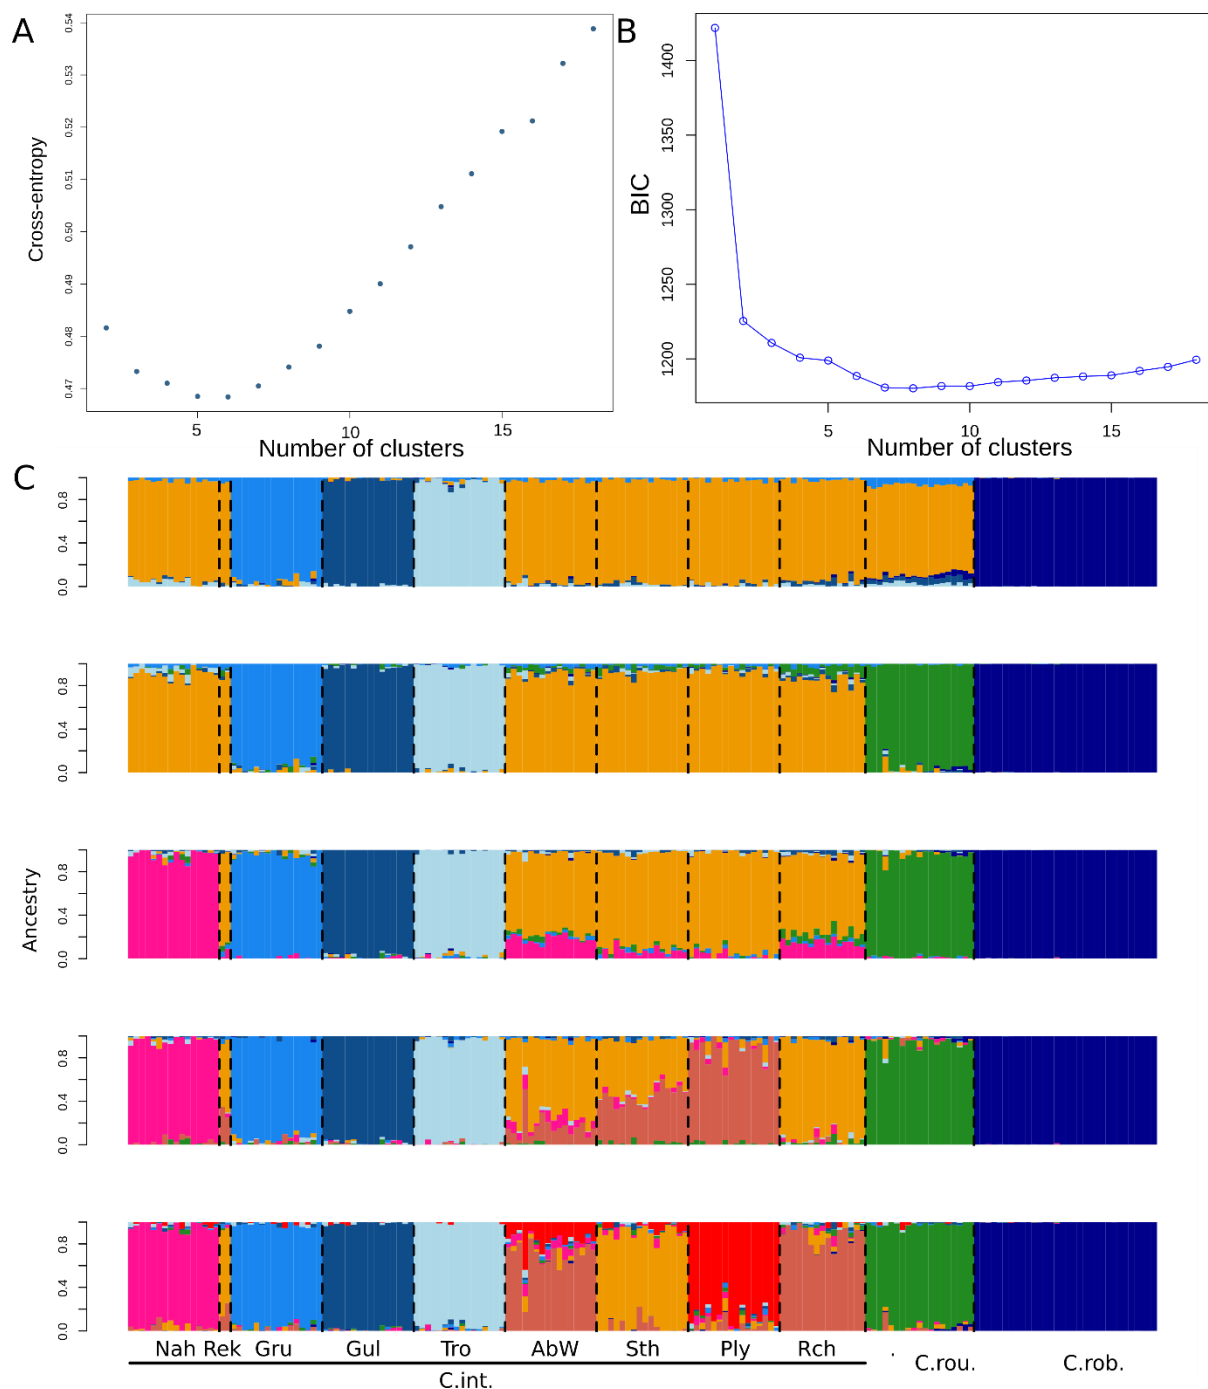 A
Cross-entropy
0.54
0.53
0.52
0.51
0.50
0.49
0.48
0.47
5 10 15
Number of clusters
B
BIC
1400
1350
1300
1250
1200
5 10 15
Number of clusters
C
Ancestry
0.8
0.4
0.0
0.8
0.4
0.0
0.8
0.4
0.0
0.8
0.4
0.0
0.8
0.4
0.0
Nah Rek Gru Gul Tro AbW Sth Ply Rch . C.rou. C.rob.
C.int.